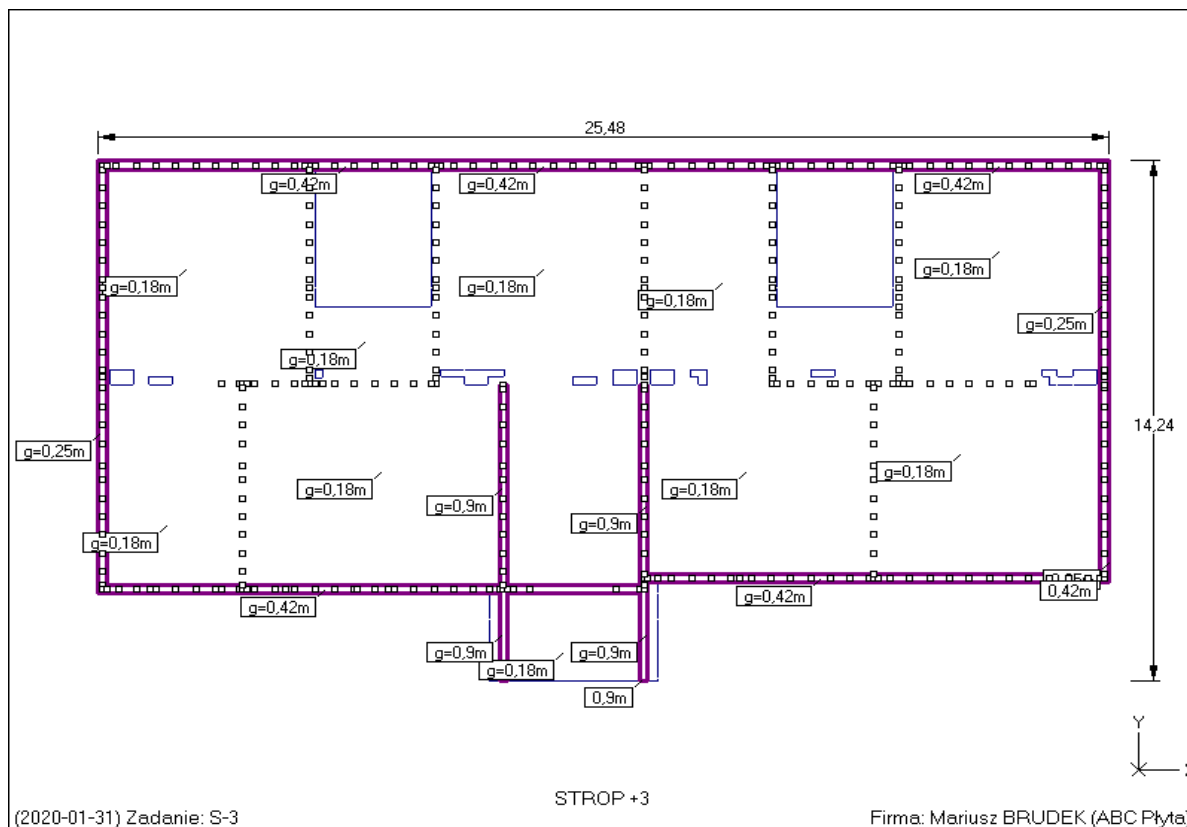 25,48
g=0,42m
g=0,42m
g=0,42m
g=0,18m
g=0,18m
g=0,18m
g=0,18m
g=0,25m
g=0,18m
14,24
g=0,25m
g=0,18m
g=0,18m
g=0,18m
g=0,9m
g=0,9m
g=0,18m
g=0,42m
g=0,42m
0,42m
g=0,9m
g=0,9m
g=0,18m
0,9m
Y
STROP +3
(2020-01-31) Zadanie: S-3
Firma: Mariusz BRUDEK (ABC Płyta)